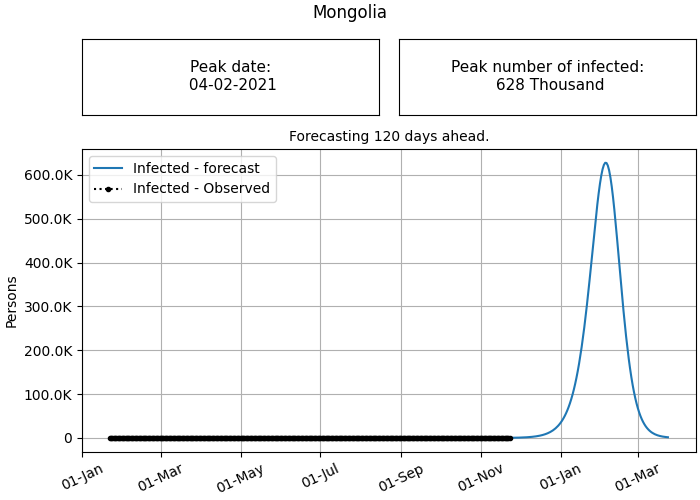 Mongolia
Peak date:
04-02-2021
Peak number of infected:
628 Thousand
Forecasting 120 days ahead.
Infected - forecast
Infected - Observed
600.0K
500.0K
400.0K
300.0K
200.0K
100.0K
0
Persons
01-Jan
01-Mar
01-May
01-Jul
01-Sep
01-Nov
01-Jan
01-Mar